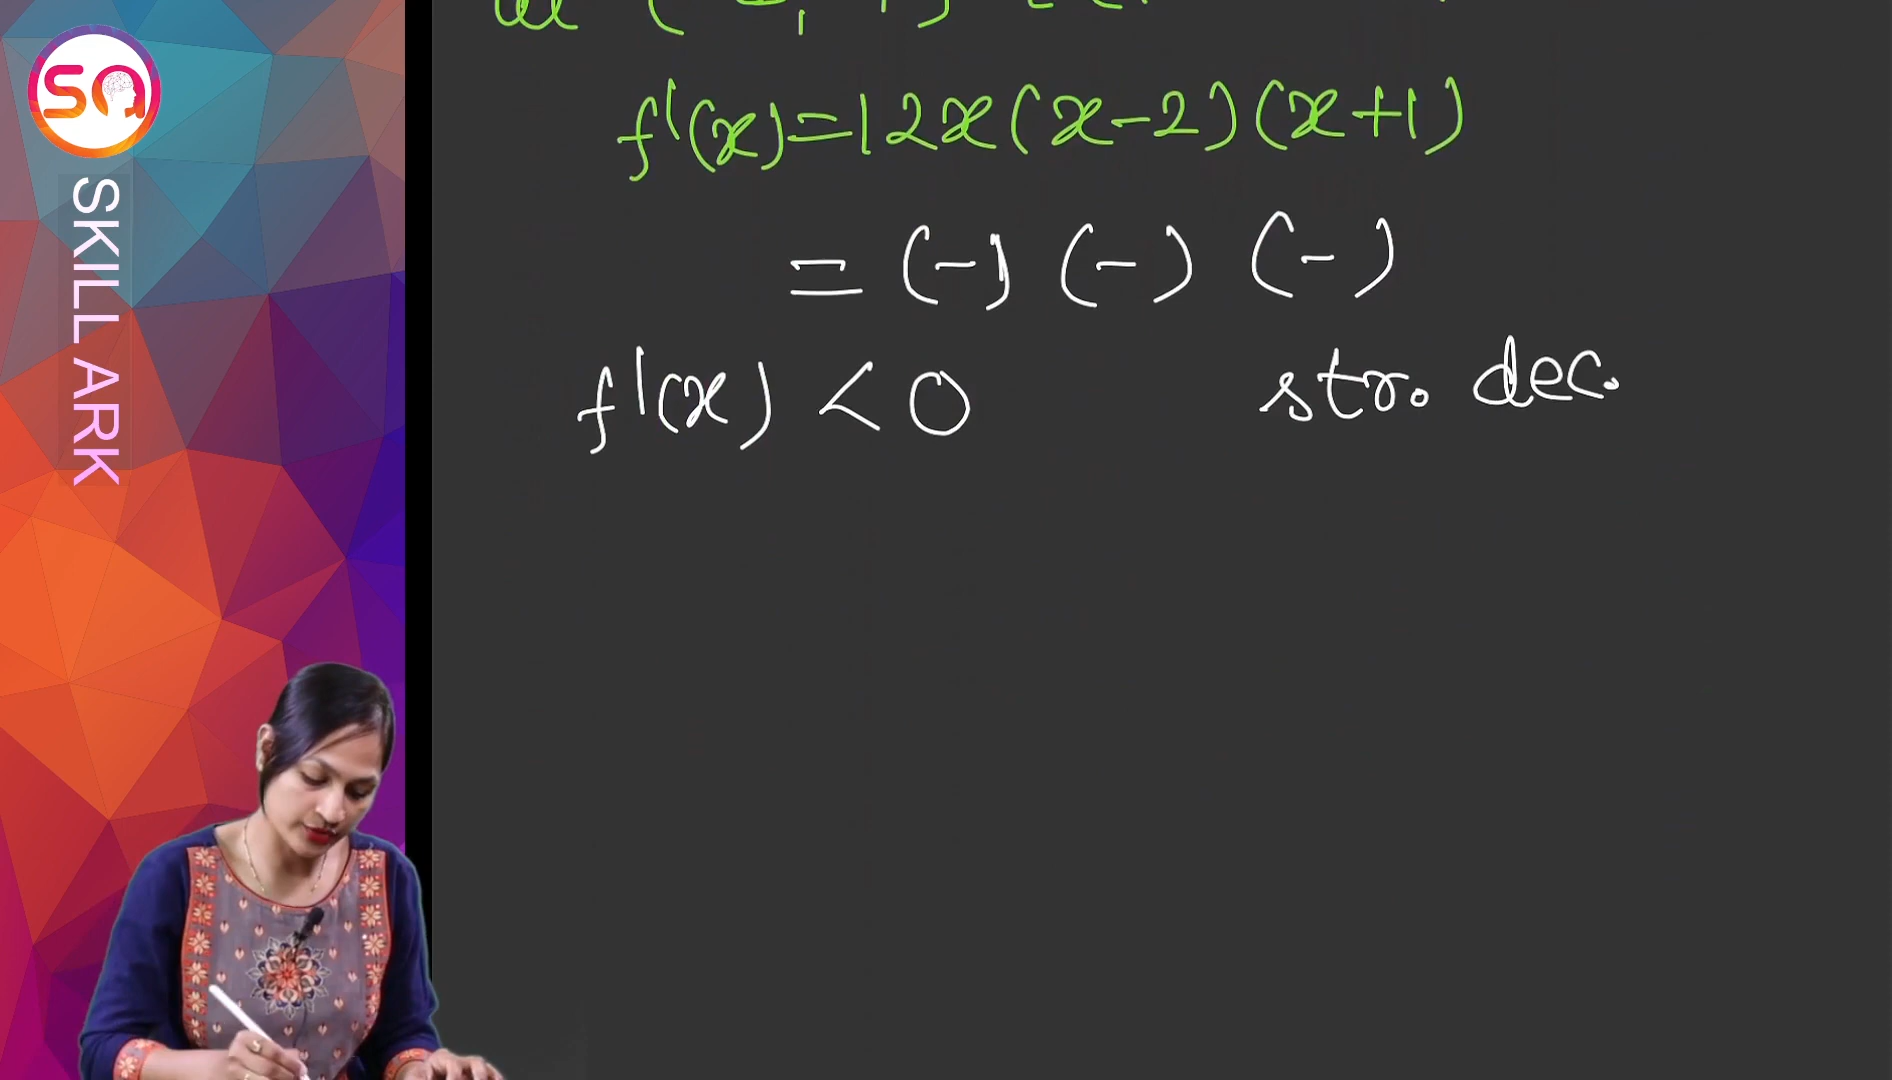 SKILL ARK
f'(x)=12x(x-2)(x+1)
= (-) (-) (-)
f'(x) < 0 str. dec.